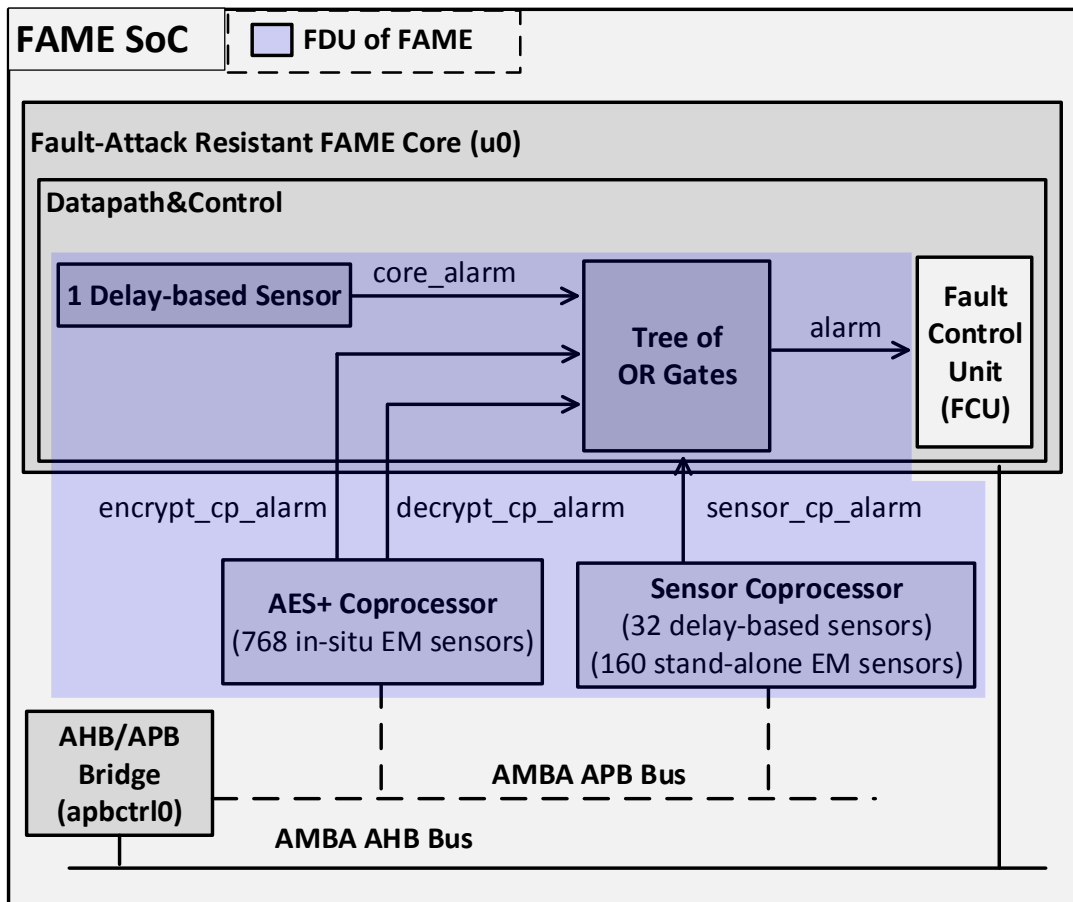 FAME SoC
FDU of FAME
Fault-Attack Resistant FAME Core (u0)
Datapath&Control
1 Delay-based Sensor
core_alarm
Tree of
OR Gates
alarm
Fault
Control
Unit
(FCU)
encrypt_cp_alarm
decrypt_cp_alarm
sensor_cp_alarm
AES+ Coprocessor
(768 in-situ EM sensors)
Sensor Coprocessor
(32 delay-based sensors)
(160 stand-alone EM sensors)
AHB/APB
Bridge
(apbctrl0)
AMBA APB Bus
AMBA AHB Bus